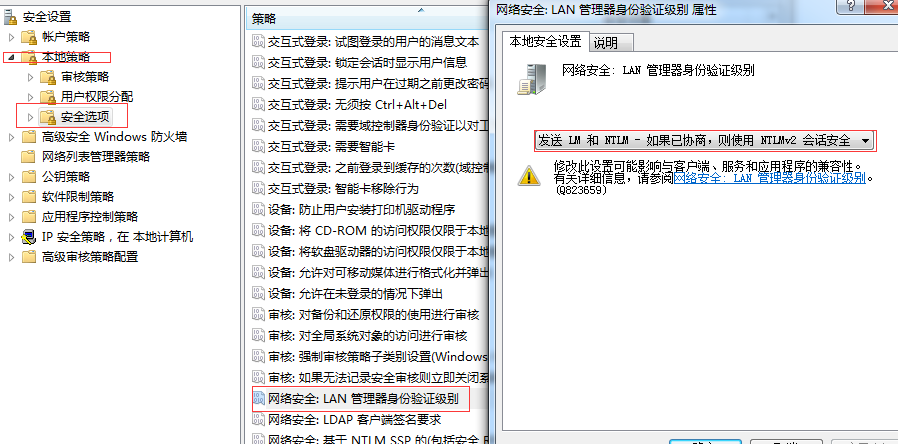 安全设置
帐户策略
本地策略
审核策略
用户权限分配
安全选项
高级安全 Windows 防火墙
网络列表管理器策略
公钥策略
软件限制策略
应用程序控制策略
IP 安全策略，在 本地计算机
高级审核策略配置
策略
交互式登录: 试图登录的用户的消息文本
交互式登录: 锁定会话时显示用户信息
交互式登录: 提示用户在过期之前更改密码
交互式登录: 无须按 Ctrl+Alt+Del
交互式登录: 需要域控制器身份验证以对工
交互式登录: 需要智能卡
交互式登录: 之前登录到缓存的次数(域控制
交互式登录: 智能卡移除行为
设备: 防止用户安装打印机驱动程序
设备: 将 CD-ROM 的访问权限仅限于本地
设备: 将软盘驱动器的访问权限仅限于本地
设备: 允许对可移动媒体进行格式化并弹出
设备: 允许在未登录的情况下弹出
审核: 对备份和还原权限的使用进行审核
审核: 对全局系统对象的访问进行审核
审核: 强制审核策略子类别设置(Windows
审核: 如果无法记录安全审核则立即关闭系
网络安全: LAN 管理器身份验证级别
网络安全: LDAP 客户端签名要求
网络安全: 基于 NTLM SSP 的(包括安全 R
网络安全: LAN 管理器身份验证级别 属性
本地安全设置
说明
网络安全: LAN 管理器身份验证级别
发送 LM 和 NTLM - 如果已协商，则使用 NTLMv2 会话安全
修改此设置可能影响与客户端、服务和应用程序的兼容性。
有关详细信息，请参阅网络安全: LAN 管理器身份验证级别。
(Q823659)